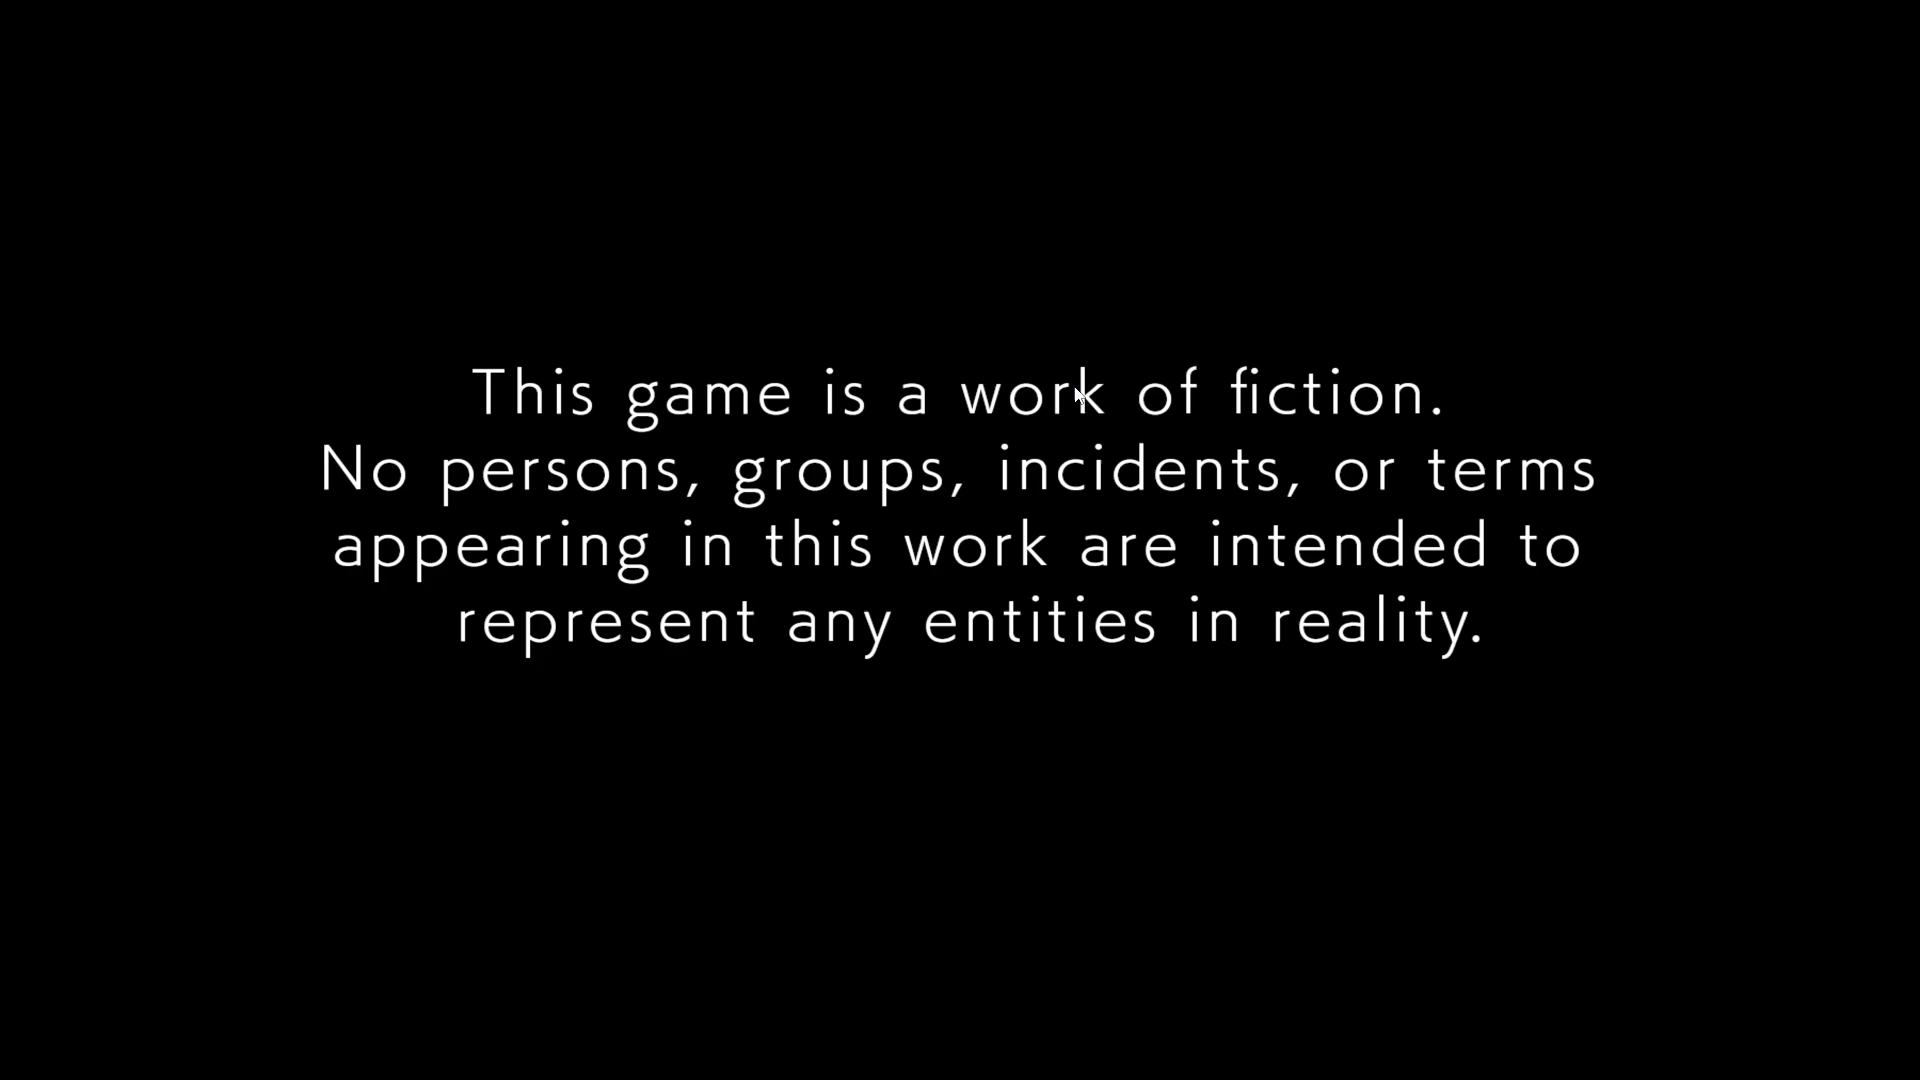 This game is a work of fiction.
No persons, groups, incidents, or terms
appearing in this work are intended to
represent any entities in reality.